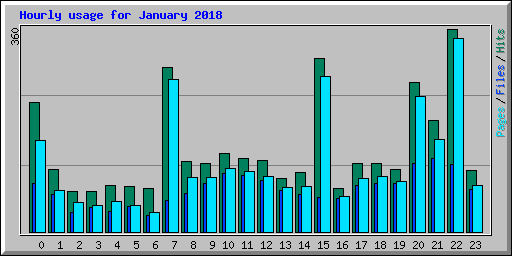 Hourly usage for January 2018
360
Pages/Files/Hits
0 1 2 3 4 5 6 7 8 9 10 11 12 13 14 15 16 17 18 19 20 21 22 23